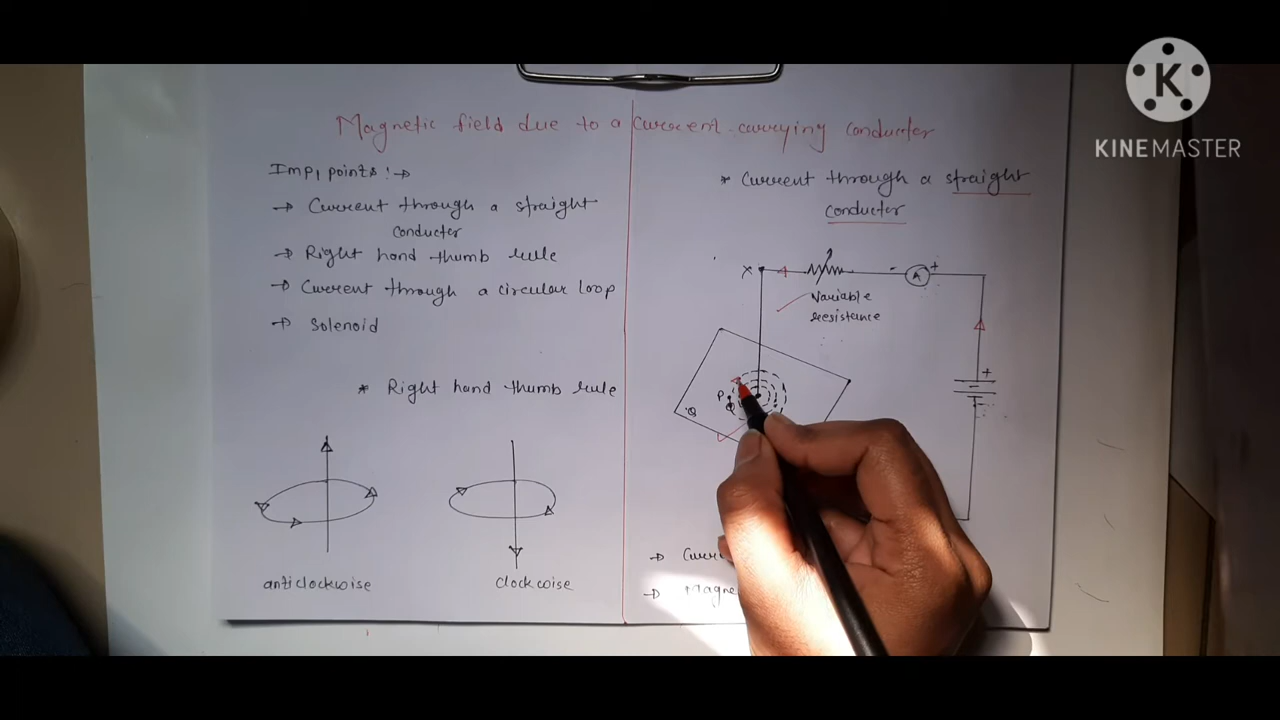 K
KINEMASTER
Magnetic field due to a current carrying conductor
Imp, points :→
→ Current through a straight
conductor
→ Right hand thumb rule
→ Current through a circular loop
→ Solenoid
* Right hand thumb rule
anticlockwise
clockwise
* Current through a straight
conductor
X
- A +
Variable
resistance
+
-
P
Q
Q
→
→